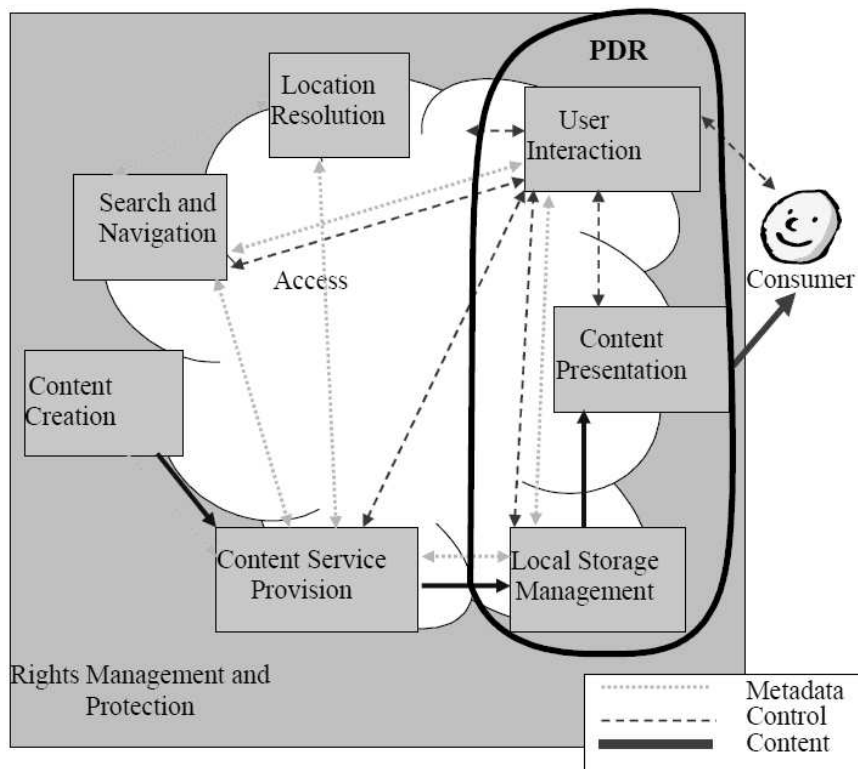 PDR
Location
Resolution
User
Interaction
Search and
Navigation
Access
Consumer
Content
Presentation
Content
Creation
Content Service
Provision
Local Storage
Management
Rights Management and
Protection
Metadata
Control
Content